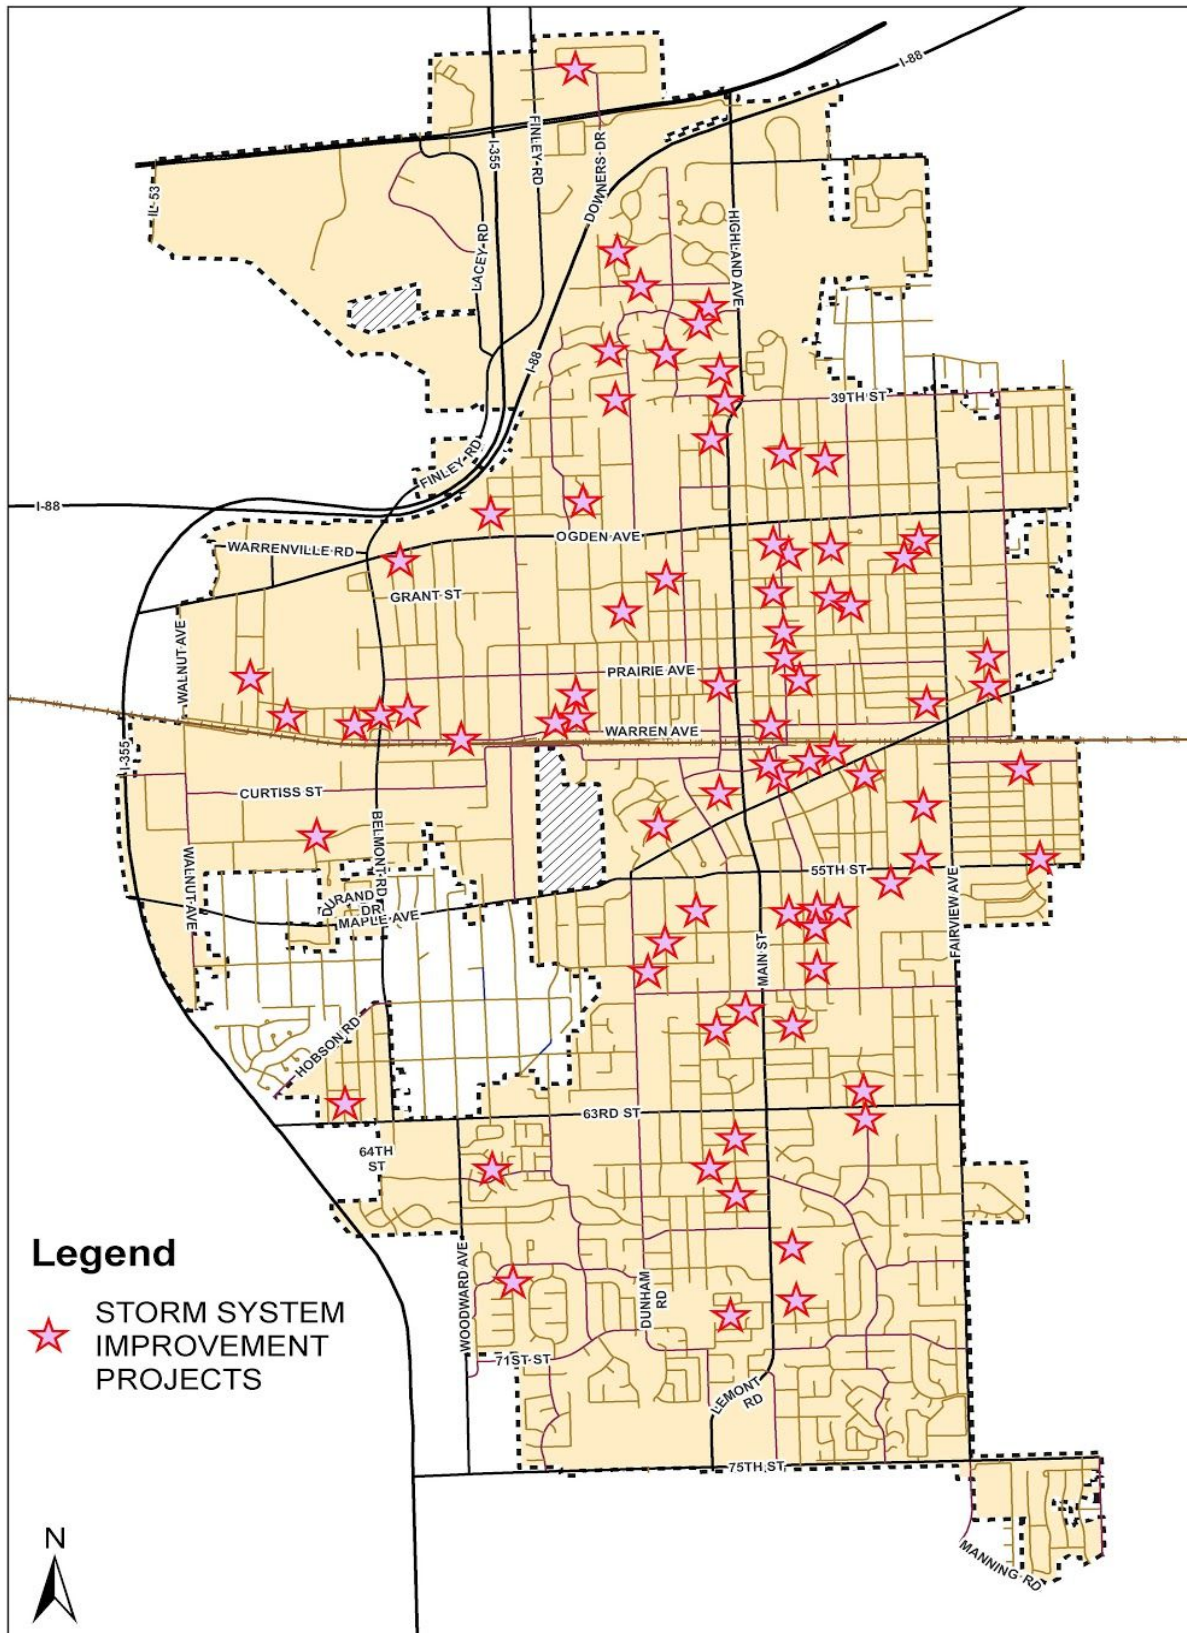 I-88
IL-53
I-355
FINLEY RD
DOWNERS DR
LACEY RD
HIGHLAND AVE
I-88
39TH ST
FINLEY RD
I-88
OGDEN AVE
WARRENVILLE RD
GRANT ST
WALNUT AVE
PRAIRIE AVE
WARREN AVE
I-355
CURTISS ST
BELMONT RD
WALNUT AVE
55TH ST
DURAND
DR
MAPLE AVE
MAIN ST
FAIRVIEW AVE
HOBSON RD
63RD ST
64TH
ST
WOODWARD AVE
DUNHAM
RD
71ST ST
LEMONT
RD
75TH ST
MANNING RD
Legend
STORM SYSTEM
IMPROVEMENT
PROJECTS
N